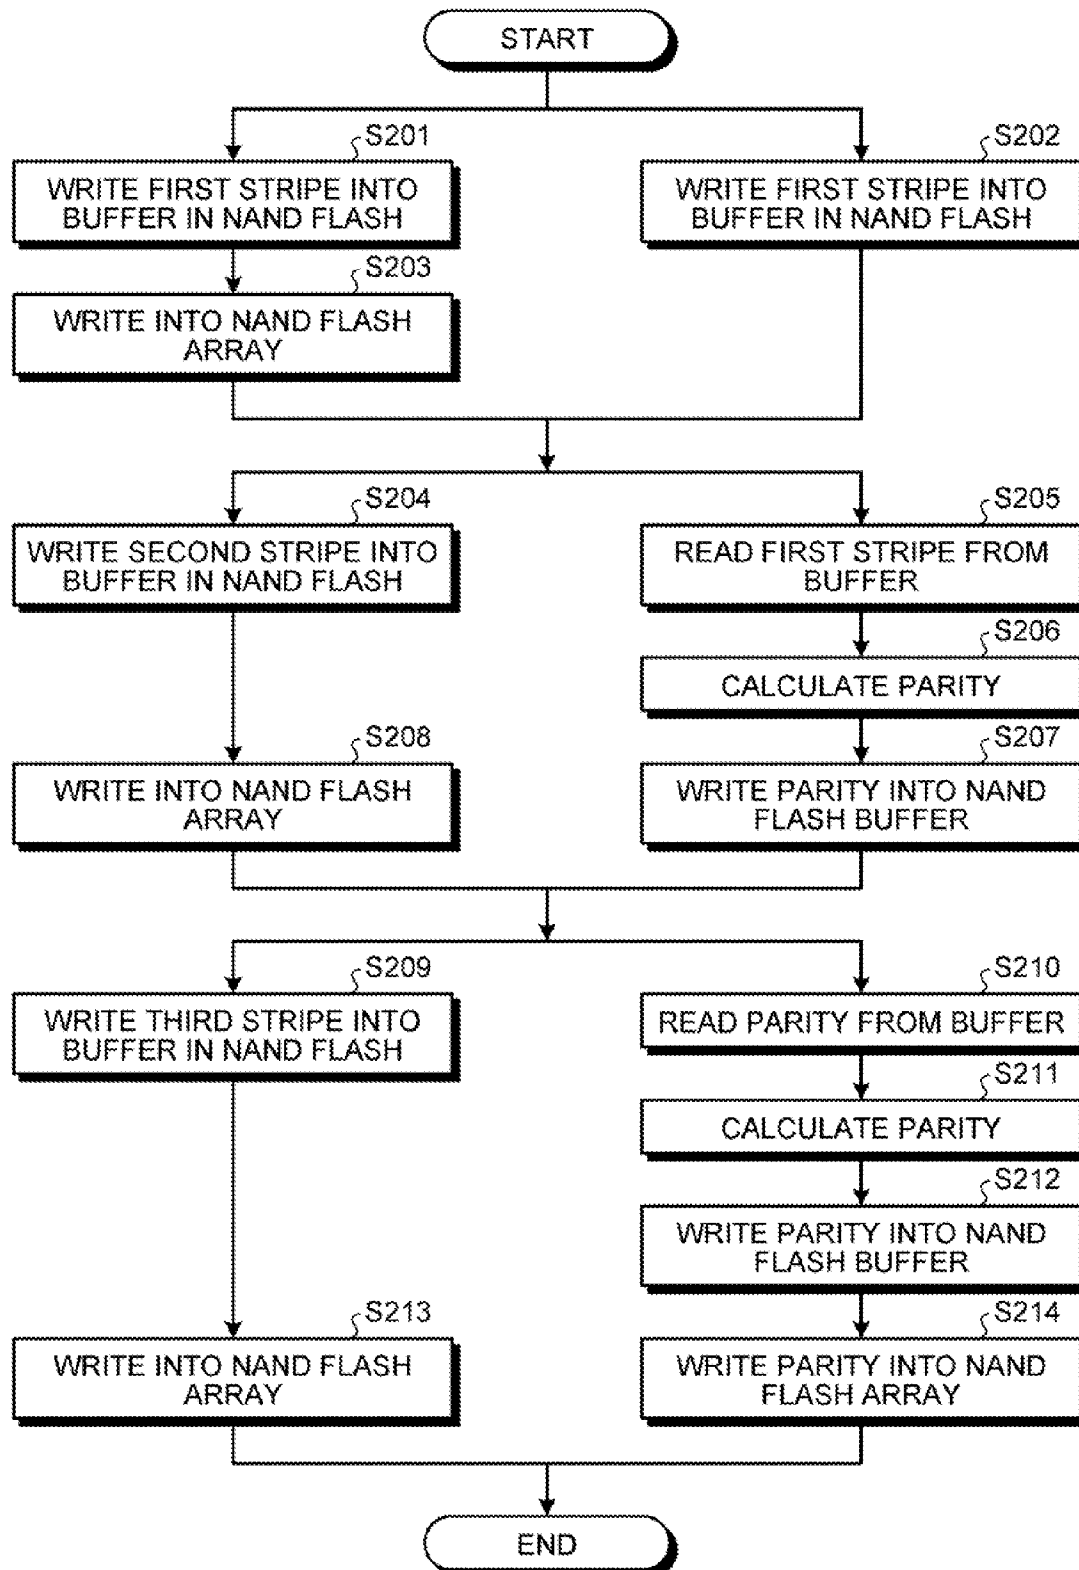 START
S201
WRITE FIRST STRIPE INTO
BUFFER IN NAND FLASH
S202
WRITE FIRST STRIPE INTO
BUFFER IN NAND FLASH
S203
WRITE INTO NAND FLASH
ARRAY
S204
WRITE SECOND STRIPE INTO
BUFFER IN NAND FLASH
S205
READ FIRST STRIPE FROM
BUFFER
S206
CALCULATE PARITY
S208
WRITE INTO NAND FLASH
ARRAY
S207
WRITE PARITY INTO NAND
FLASH BUFFER
S209
WRITE THIRD STRIPE INTO
BUFFER IN NAND FLASH
S210
READ PARITY FROM BUFFER
S211
CALCULATE PARITY
S212
WRITE PARITY INTO NAND
FLASH BUFFER
S213
WRITE INTO NAND FLASH
ARRAY
S214
WRITE PARITY INTO NAND
FLASH ARRAY
END